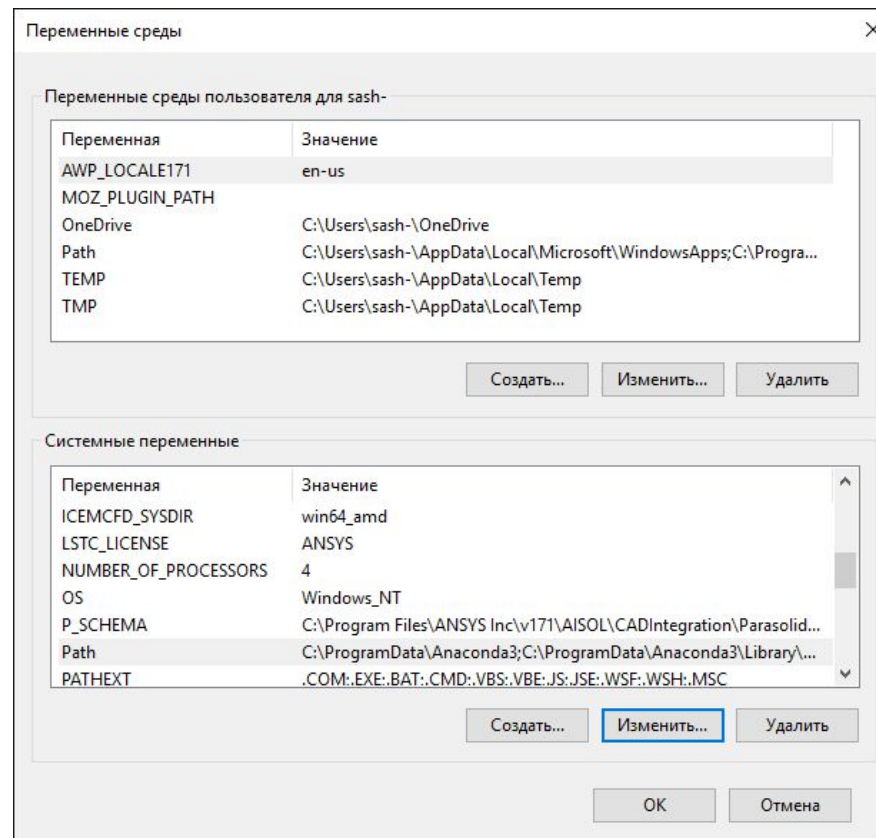 Переменные среды
Переменные среды пользователя для sash-
Переменная Значение
AWP_LOCALE171 en-us
MOZ_PLUGIN_PATH
OneDrive C:\Users\sash-\OneDrive
Path C:\Users\sash-\AppData\Local\Microsoft\WindowsApps;C:\Progra...
TEMP C:\Users\sash-\AppData\Local\Temp
TMP C:\Users\sash-\AppData\Local\Temp
Создать... Изменить... Удалить
Системные переменные
Переменная Значение
ICEMCFD_SYSDIR win64_amd
LSTC_LICENSE ANSYS
NUMBER_OF_PROCESSORS 4
OS Windows_NT
P_SCHEMA C:\Program Files\ANSYS Inc\v171\AISOL\CADIntegration\Parasolid...
Path C:\ProgramData\Anaconda3;C:\ProgramData\Anaconda3\Library\...
PATHEXT .COM;.EXE;.BAT;.CMD;.VBS;.VBE;.JS;.JSE;.WSF;.WSH;.MSC
Создать... Изменить... Удалить
OK Отмена